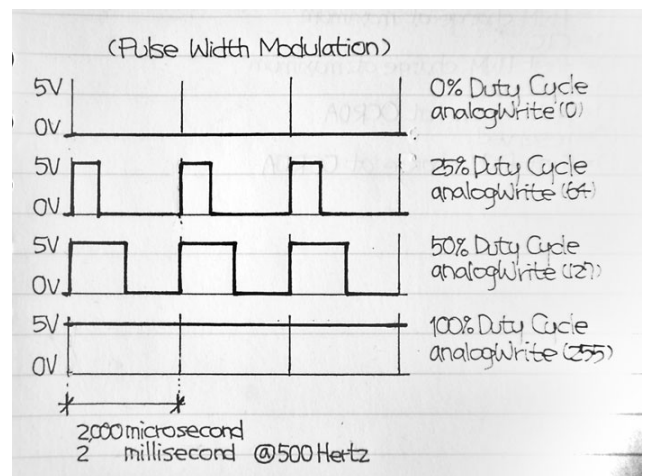 (Pulse Width Modulation)
5V
0V
0% Duty Cycle
analogWrite(0)
5V
0V
25% Duty Cycle
analogWrite(64)
5V
0V
50% Duty Cycle
analogWrite(127)
5V
0V
100% Duty Cycle
analogWrite(255)
2,000 microsecond
2 millisecond @500 Hertz